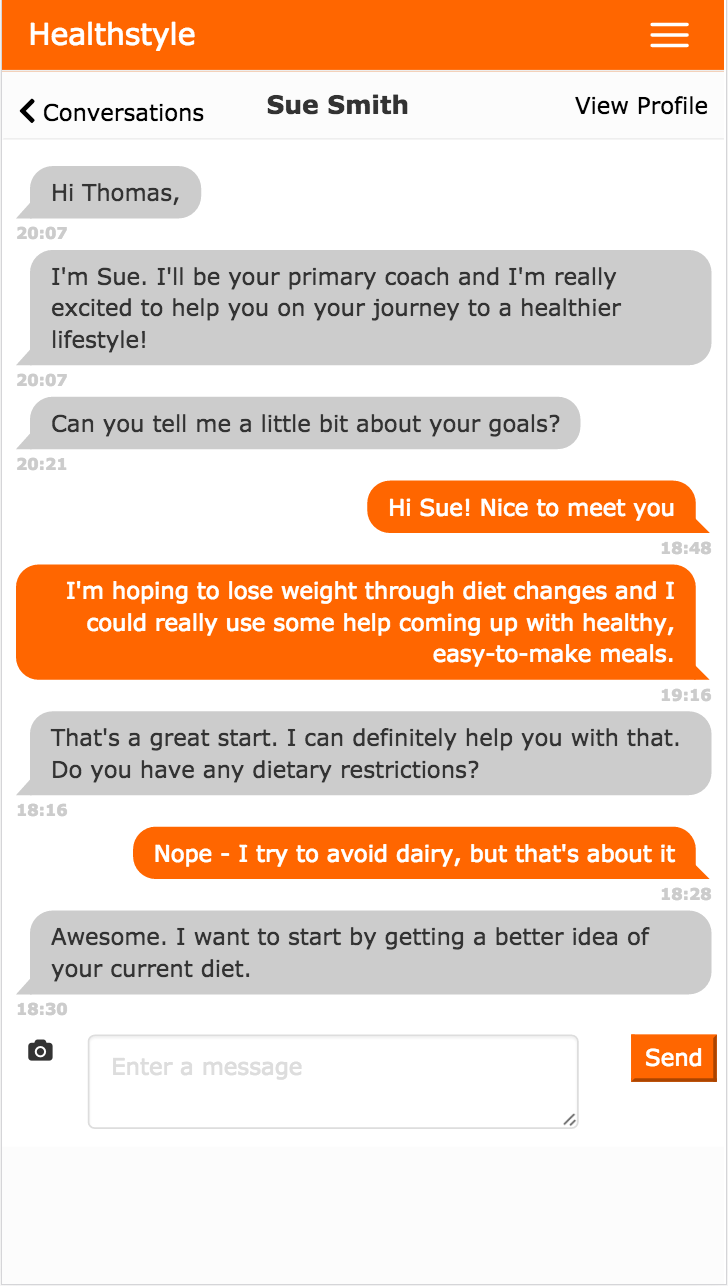 Healthstyle
Conversations
Sue Smith
View Profile
Hi Thomas,
20:07
I'm Sue. I'll be your primary coach and I'm really
excited to help you on your journey to a healthier
lifestyle!
20:07
Can you tell me a little bit about your goals?
20:21
Hi Sue! Nice to meet you
18:48
I'm hoping to lose weight through diet changes and I
could really use some help coming up with healthy,
easy-to-make meals.
19:16
That's a great start. I can definitely help you with that.
Do you have any dietary restrictions?
18:16
Nope - I try to avoid dairy, but that's about it
18:28
Awesome. I want to start by getting a better idea of
your current diet.
18:30
Enter a message
Send